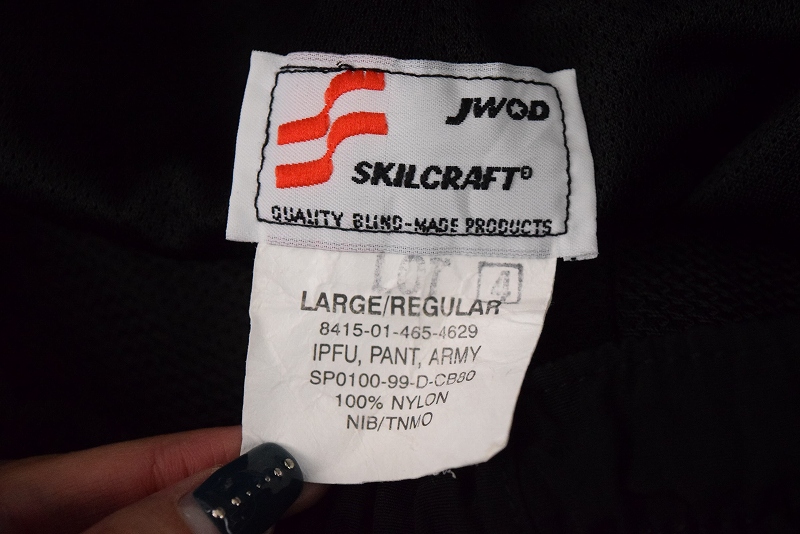 JWOD
SKILCRAFT®
QUALITY BLIND-MADE PRODUCTS
LOT 4
LARGE/REGULAR
8415-01-465-4629
IPFU, PANT, ARMY
SP0100-99-D-CB80
100% NYLON
NIB/TNMO